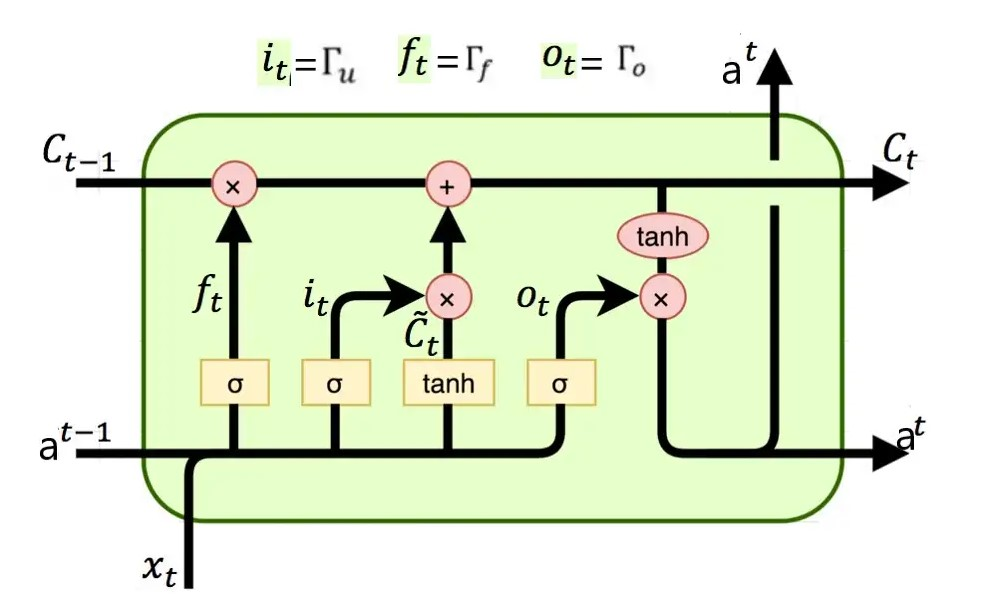 i_t=Γ_u f_t=Γ_f o_t= Γ_o
a^t
C_{t-1} C_t
× +
tanh
f_t i_t × o_t ×
C̃_t
σ σ tanh σ
a^{t-1} a^t
x_t